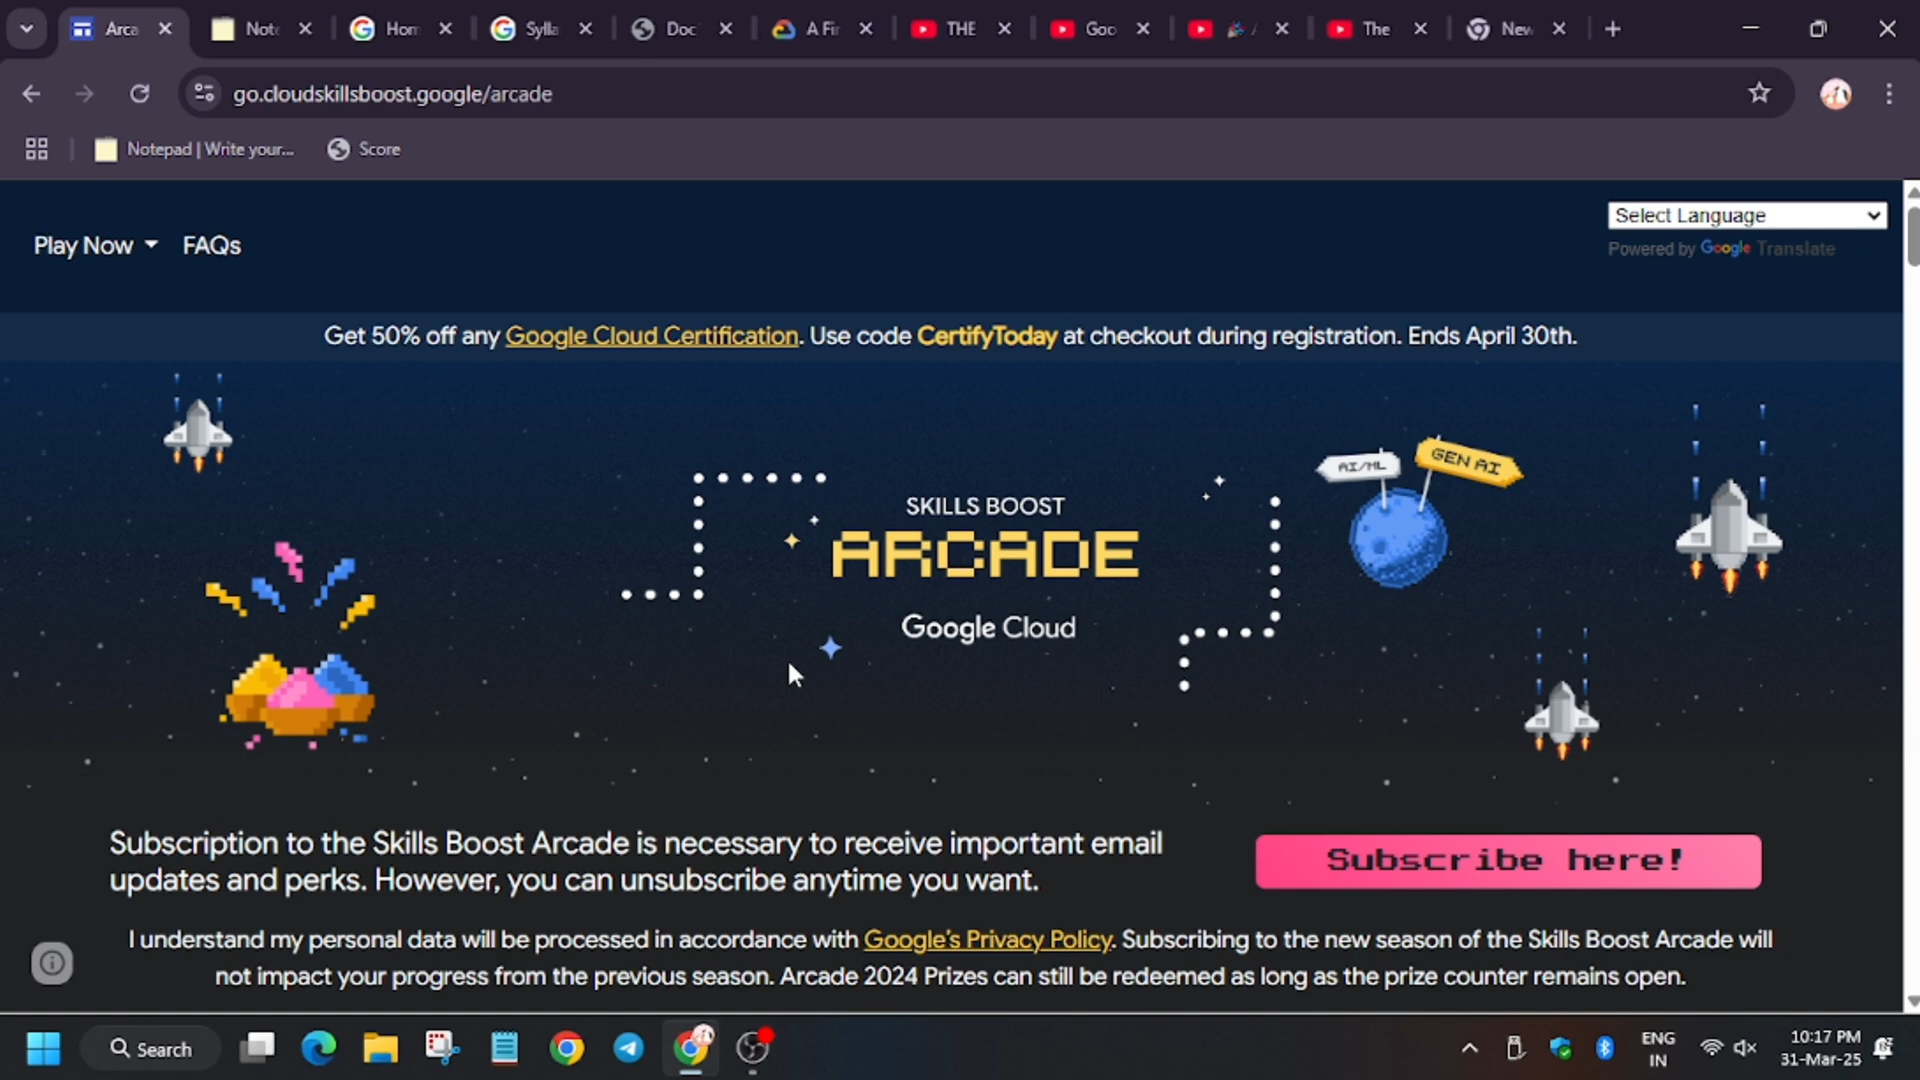 Arca
Note
Hom
Sylla
Doc
A Fir
THE
Goo
The
New
go.cloudskillsboost.google/arcade
Notepad | Write your...
Score
Play Now
FAQs
Select Language
Powered by Google Translate
Get 50% off any Google Cloud Certification. Use code CertifyToday at checkout during registration. Ends April 30th.
AI/ML
GEN AI
SKILLS BOOST
ARCADE
Google Cloud
Subscription to the Skills Boost Arcade is necessary to receive important email
updates and perks. However, you can unsubscribe anytime you want.
Subscribe here!
I understand my personal data will be processed in accordance with Google's Privacy Policy. Subscribing to the new season of the Skills Boost Arcade will
not impact your progress from the previous season. Arcade 2024 Prizes can still be redeemed as long as the prize counter remains open.
Search
ENG
IN
10:17 PM
31-Mar-25